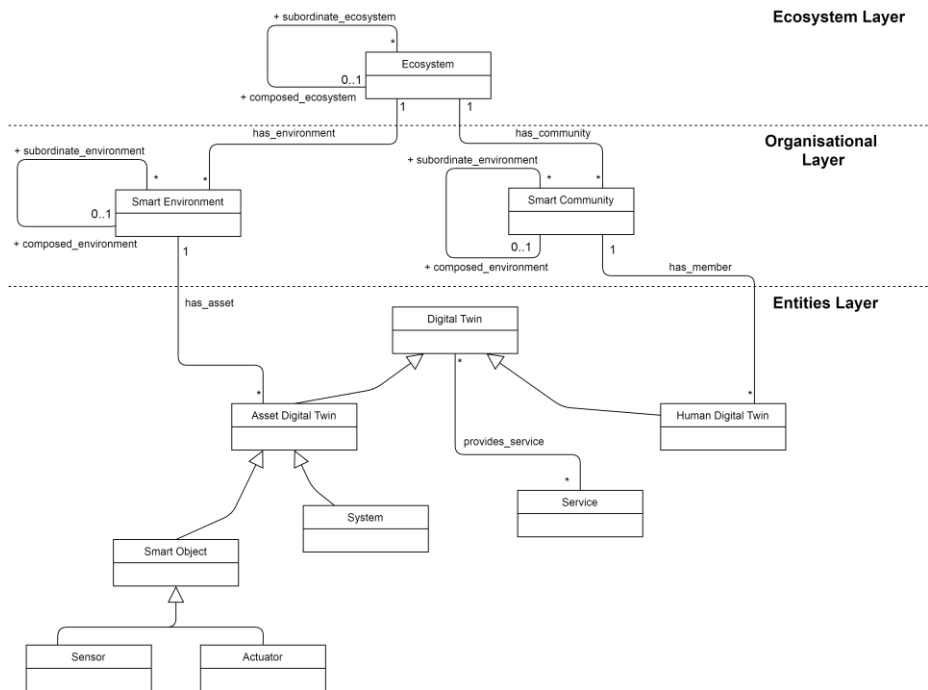 + subordinate_ecosystem
Ecosystem Layer
*
Ecosystem
0..1
+ composed_ecosystem
1
1
has_environment
has_community
Organisational
Layer
+ subordinate_environment
+ subordinate_environment
*
*
*
*
Smart Environment
Smart Community
0..1
0..1
+ composed_environment
1
1
+ composed_environment
has_member
has_asset
Entities Layer
Digital Twin
*
*
*
Asset Digital Twin
Human Digital Twin
provides_service
*
Service
System
Smart Object
Sensor
Actuator